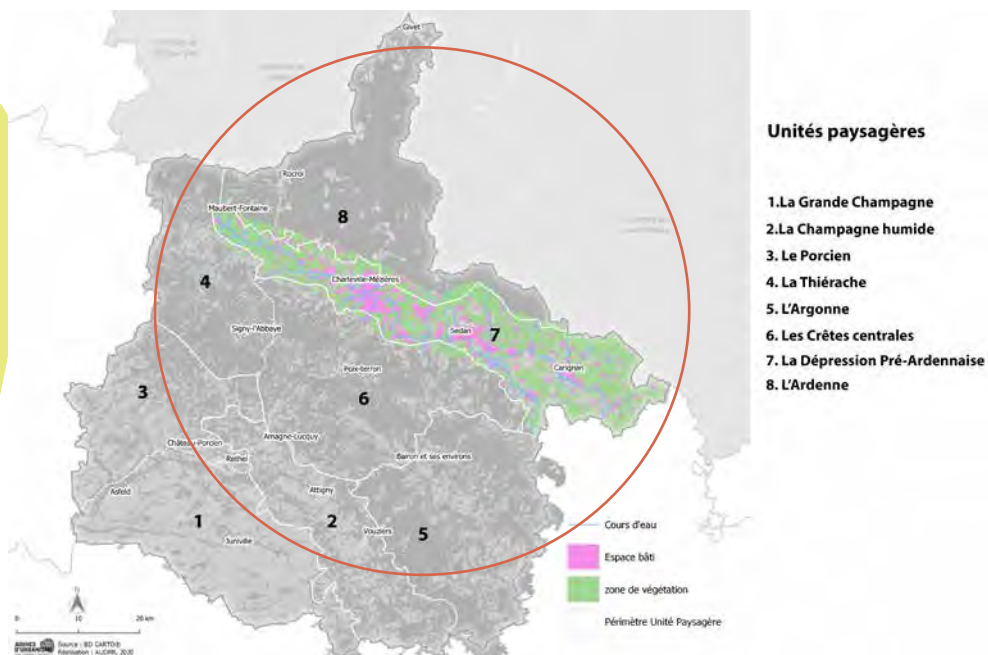 Givet
Rocroi
Maubert-Fontaine
8
Charleville-Mézières
4
7
Sedan
Signy-l'Abbaye
Carignan
Poix-terron
3
6
Château-Porcien
Amagne-Lucquy
Rethel
Bairon et ses environs
Asfeld
Attigny
1
2
Vouziers
5
Juniville
Unités paysagères
1.La Grande Champagne
2.La Champagne humide
3. Le Porcien
4. La Thiérache
5. L'Argonne
6. Les Crêtes centrales
7. La Dépression Pré-Ardennaise
8. L'Ardenne
Cours d'eau
Espace bâti
zone de végétation
Périmètre Unité Paysagère
N
0 10 20 km
Source : BD CARTO®
Réalisation : AUDRRL 2020